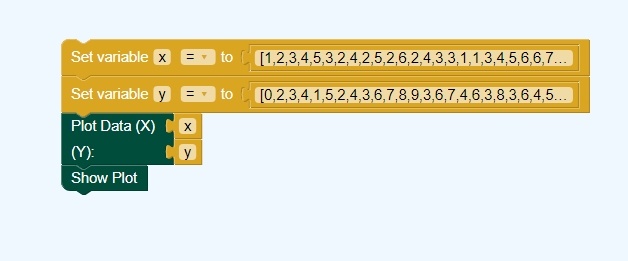 Set variable x = to [1,2,3,4,5,3,2,4,2,5,2,6,2,4,3,3,1,1,3,4,5,6,6,7...
Set variable y = to [0,2,3,4,1,5,2,4,3,6,7,8,9,3,6,7,4,6,3,8,3,6,4,5...
Plot Data (X) x
(Y): y
Show Plot